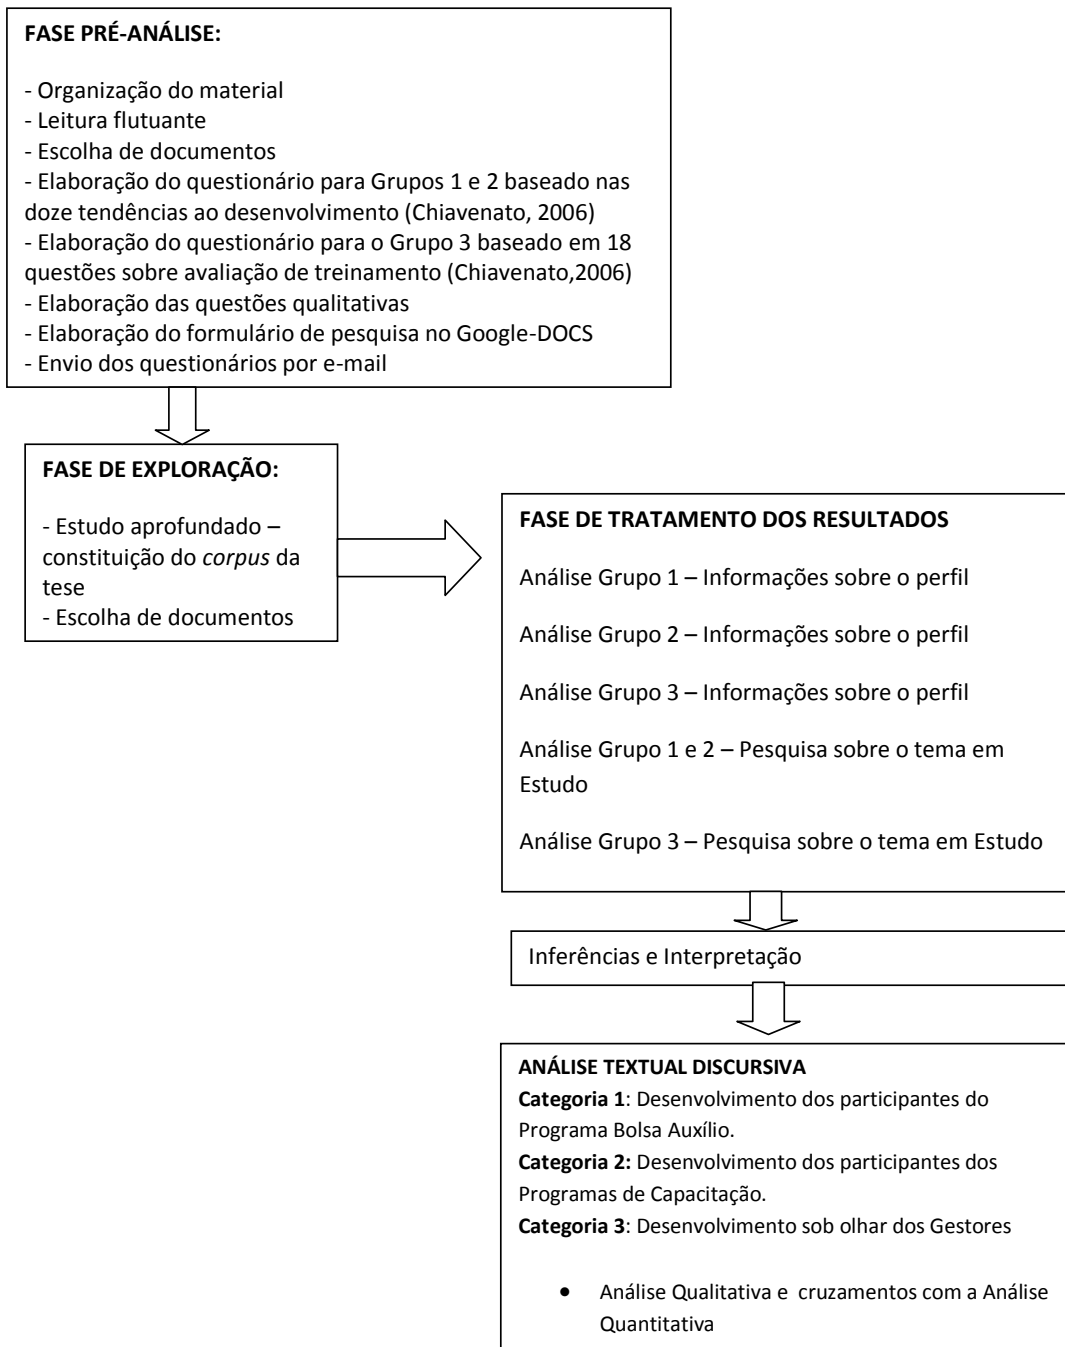 FASE PRÉ-ANÁLISE:
- Organização do material
- Leitura flutuante
- Escolha de documentos
- Elaboração do questionário para Grupos 1 e 2 baseado nas
doze tendências ao desenvolvimento (Chiavenato, 2006)
- Elaboração do questionário para o Grupo 3 baseado em 18
questões sobre avaliação de treinamento (Chiavenato,2006)
- Elaboração das questões qualitativas
- Elaboração do formulário de pesquisa no Google-DOCS
- Envio dos questionários por e-mail
FASE DE EXPLORAÇÃO:
- Estudo aprofundado –
constituição do corpus da
tese
- Escolha de documentos
FASE DE TRATAMENTO DOS RESULTADOS
Análise Grupo 1 – Informações sobre o perfil
Análise Grupo 2 – Informações sobre o perfil
Análise Grupo 3 – Informações sobre o perfil
Análise Grupo 1 e 2 – Pesquisa sobre o tema em
Estudo
Análise Grupo 3 – Pesquisa sobre o tema em Estudo
Inferências e Interpretação
ANÁLISE TEXTUAL DISCURSIVA
Categoria 1: Desenvolvimento dos participantes do
Programa Bolsa Auxílio.
Categoria 2: Desenvolvimento dos participantes dos
Programas de Capacitação.
Categoria 3: Desenvolvimento sob olhar dos Gestores
• Análise Qualitativa e cruzamentos com a Análise
Quantitativa